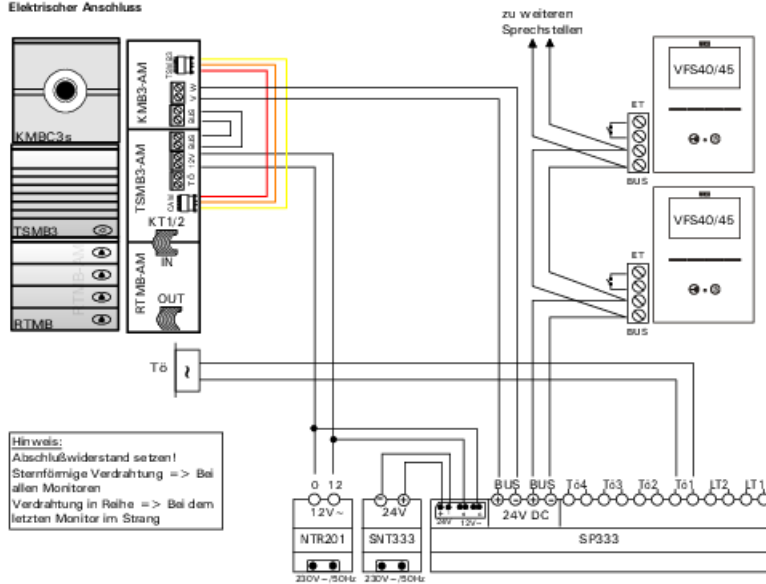 Elektrischer Anschluss
zu weiteren
Sprechstellen
KMBC3s
TSMB3
RTMB
KMB3-AM
TSMB3
V W
BUS
TSMB3-AM
BUS
TÖ 12V
CAM
KT1/2
IN
RTMB-AM
OUT
ET
VFS40/45
BUS
ET
VFS40/45
BUS
Tö
~
Hinweis:
Abschlußwiderstand setzen!
Sternförmige Verdrahtung => Bei
allen Monitoren
Verdrahtung in Reihe => Bei dem
letzten Monitor im Strang
0 12
12V~
NTR201
230V~/50Hz
- +
24V
SNT333
230V~/50Hz
24V 12V~
BUS BUS Tö4 Tö3 Tö2 Tö1 LT2 LT1
+ - + -
24V DC
SP333